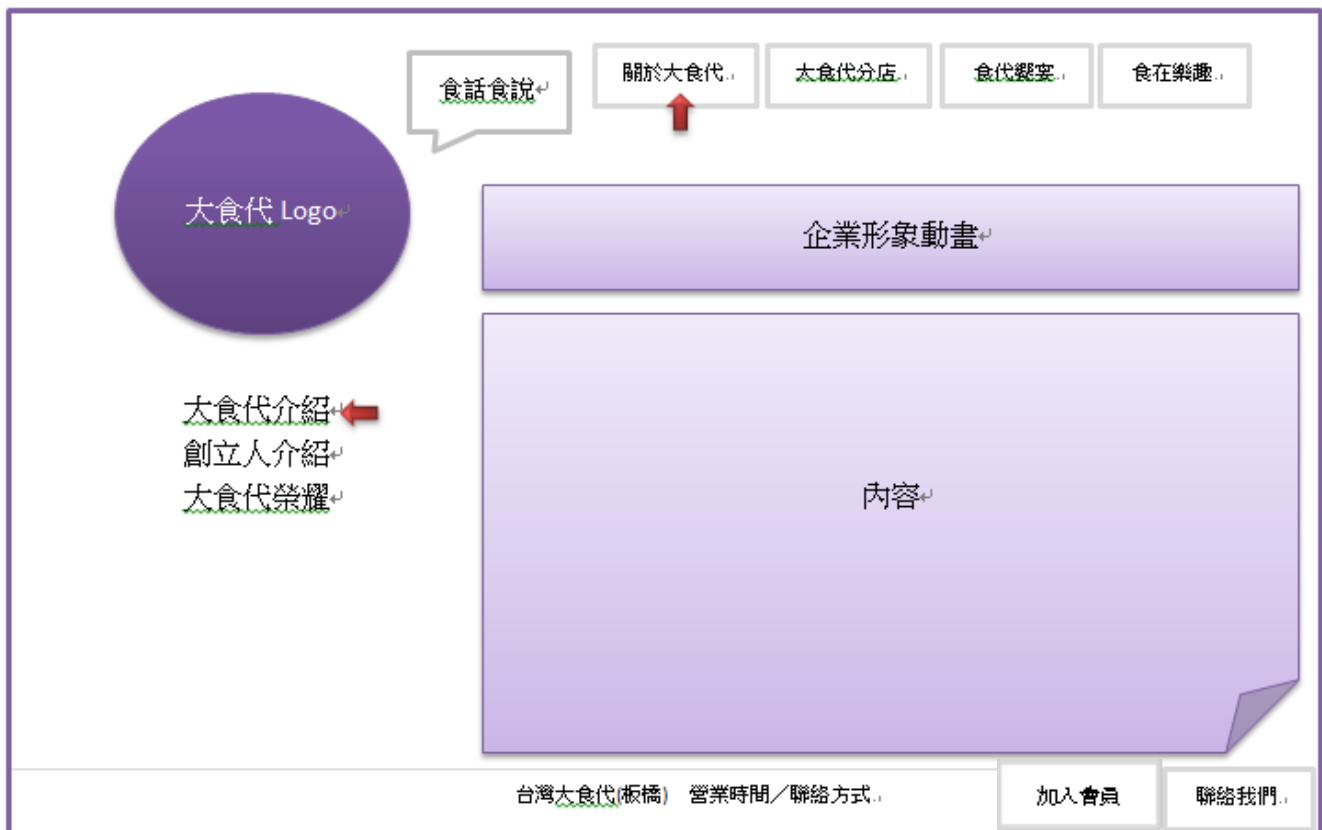 食話食說
關於大食代
大食代分店
食代饗宴
食在樂趣
大食代 Logo
企業形象動畫
大食代介紹
創立人介紹
大食代榮耀
內容
台灣大食代(板橋) 營業時間／聯絡方式
加入會員
聯絡我們